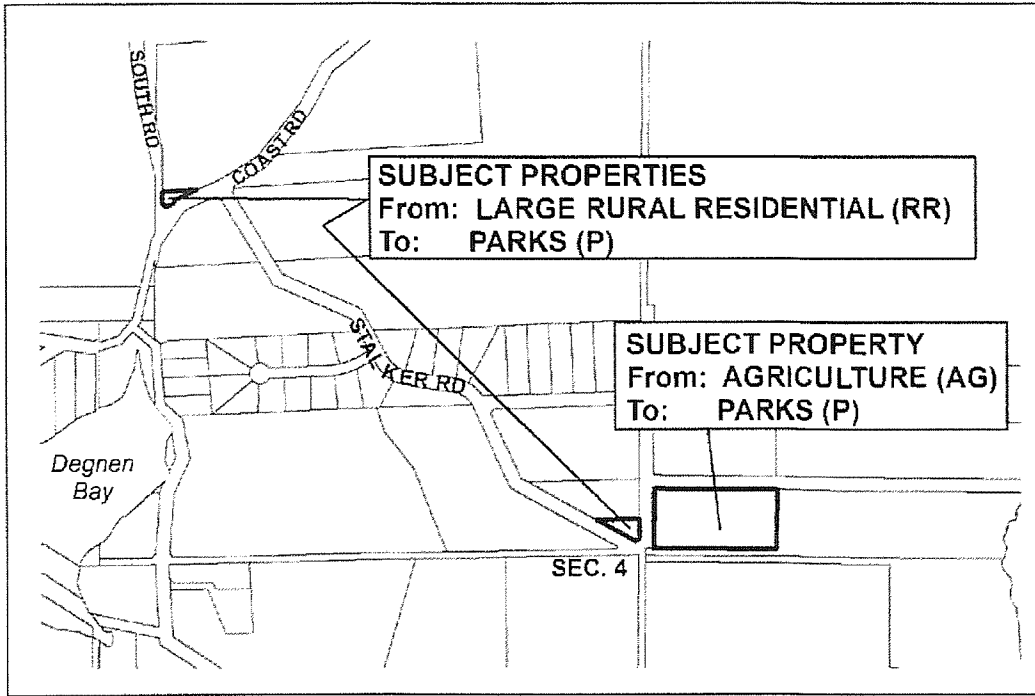 SOUTH RD
COAST RD
SUBJECT PROPERTIES
From: LARGE RURAL RESIDENTIAL (RR)
To: PARKS (P)
STALKER RD
SUBJECT PROPERTY
From: AGRICULTURE (AG)
To: PARKS (P)
Degnen
Bay
SEC. 4